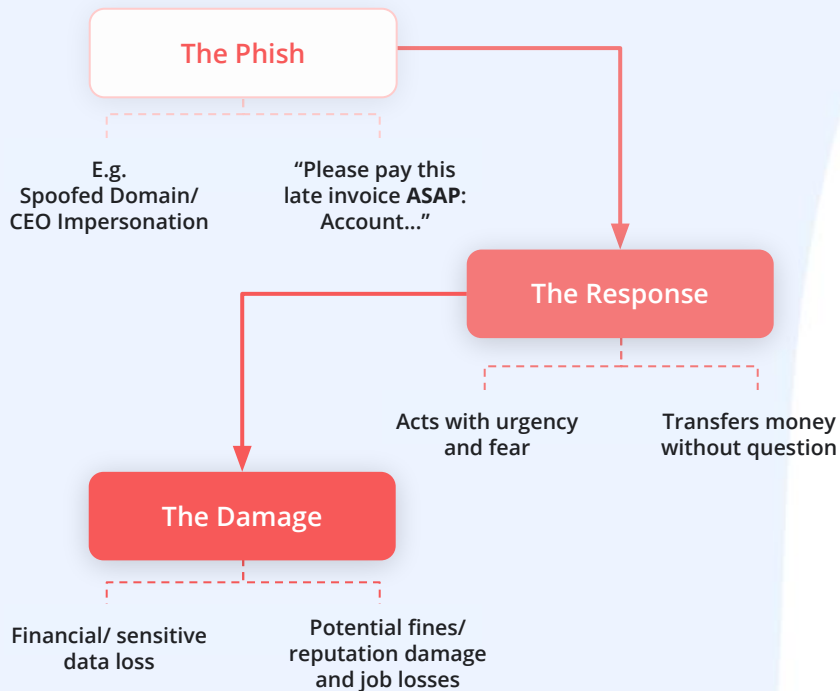 The Phish
E.g.
Spoofed Domain/
CEO Impersonation
“Please pay this
late invoice ASAP:
Account...”
The Response
Acts with urgency
and fear
Transfers money
without question
The Damage
Financial/ sensitive
data loss
Potential fines/
reputation damage
and job losses